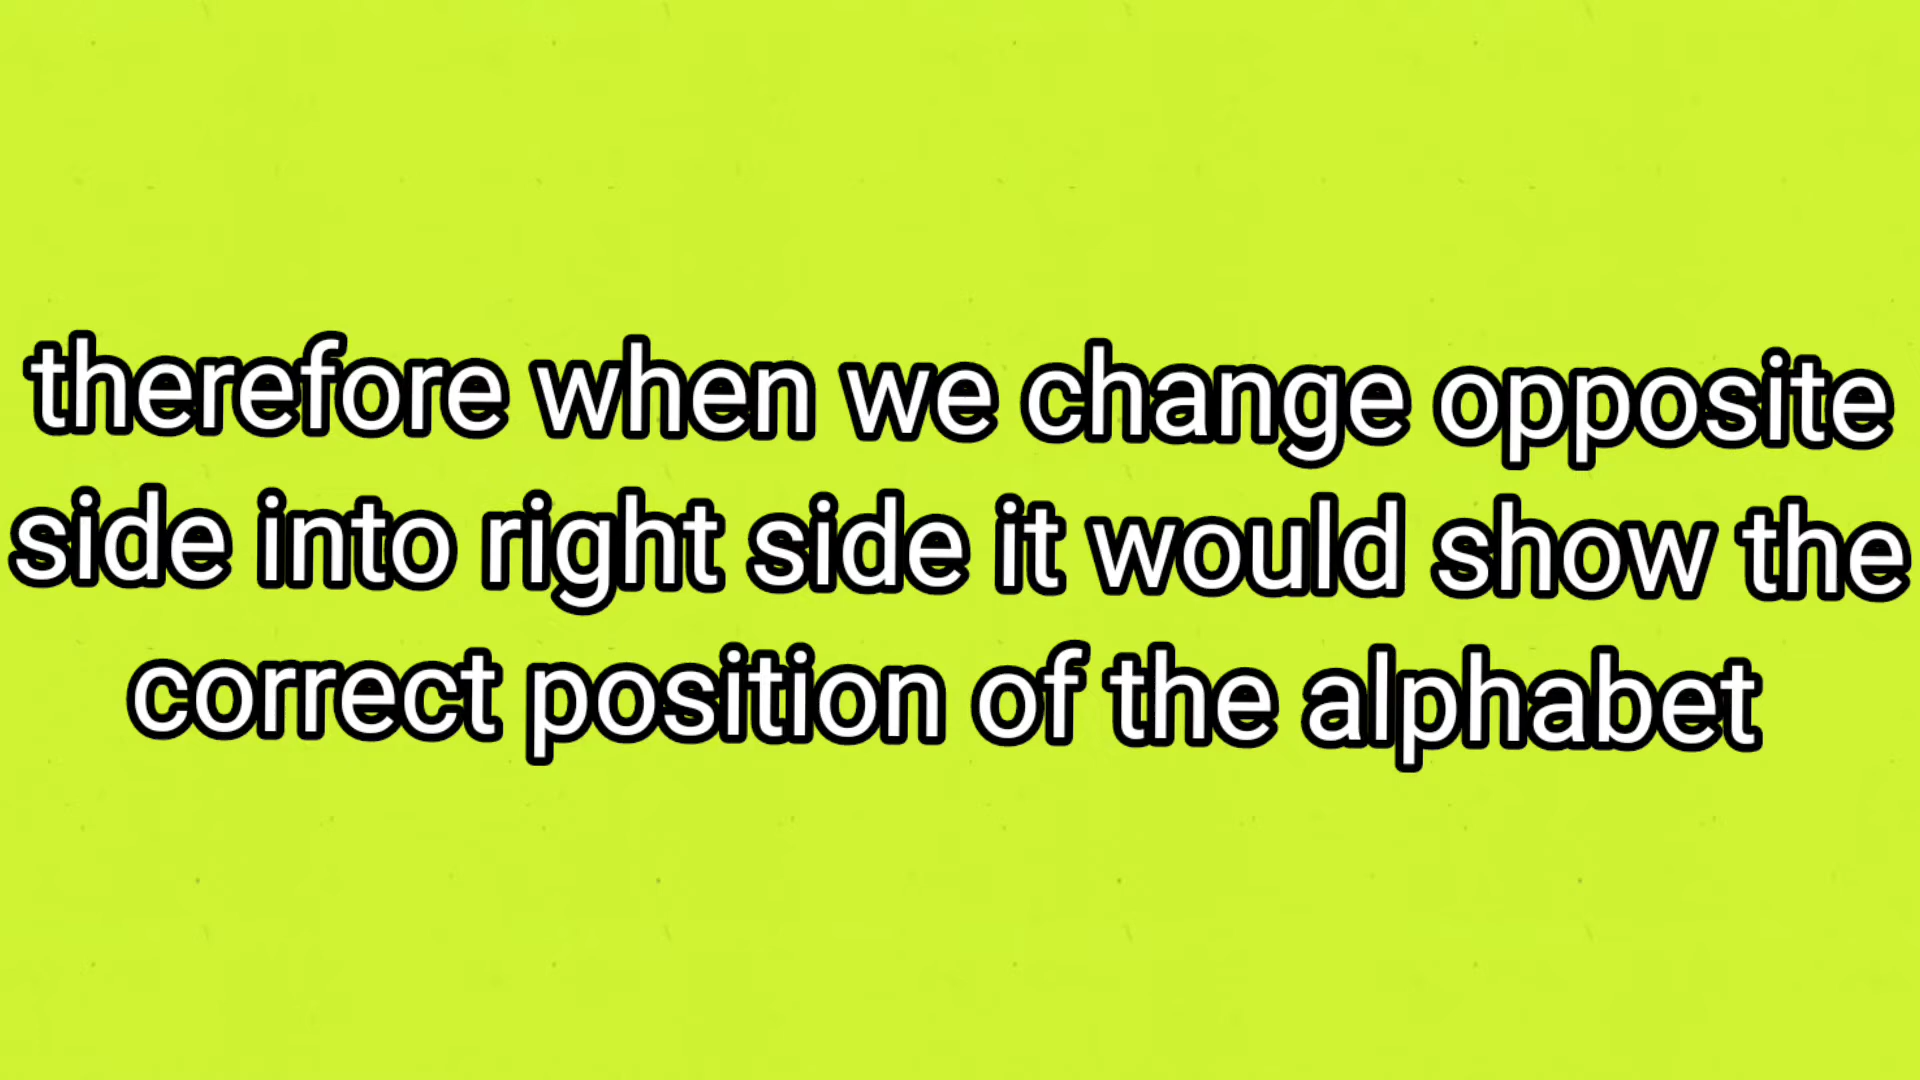 therefore when we change opposite
side into right side it would show the
correct position of the alphabet